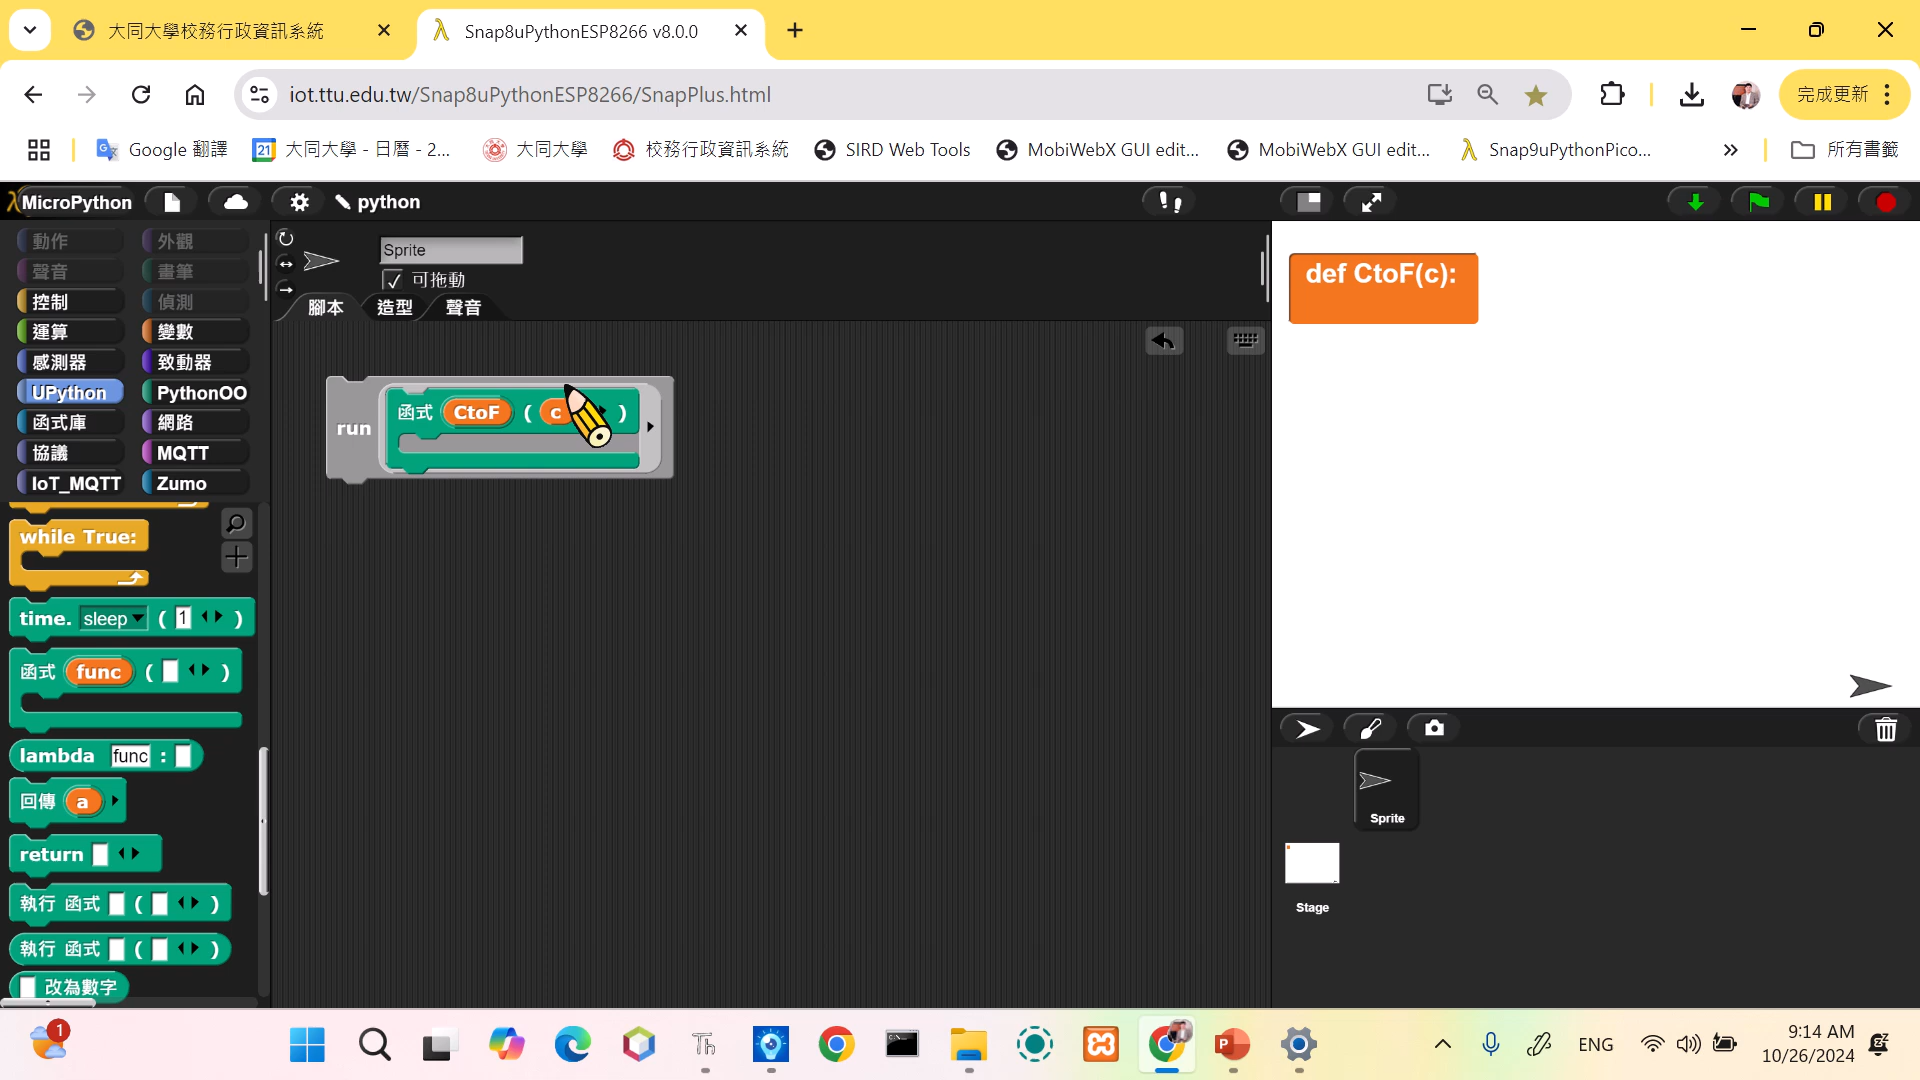 大同大學校務行政資訊系統
Snap8uPythonESP8266 v8.0.0
iot.ttu.edu.tw/Snap8uPythonESP8266/SnapPlus.html
完成更新
Google 翻譯
21
大同大學 - 日曆 - 2...
大同大學
校務行政資訊系統
SIRD Web Tools
MobiWebX GUI edit...
MobiWebX GUI edit...
Snap9uPythonPico...
所有書籤
MicroPython
python
動作
外觀
聲音
畫筆
控制
偵測
運算
變數
感測器
致動器
UPython
PythonOO
函式庫
網路
協議
MQTT
IoT_MQTT
Zumo
Sprite
可拖動
腳本
造型
聲音
run
函式 CtoF ( c )
while True:
time. sleep ( 1 )
函式 func ( )
lambda func :
回傳 a
return
執行 函式 ( )
執行 函式 ( )
改為數字
def CtoF(c):
Sprite
Stage
1
Th
P
ENG
9:14 AM
10/26/2024